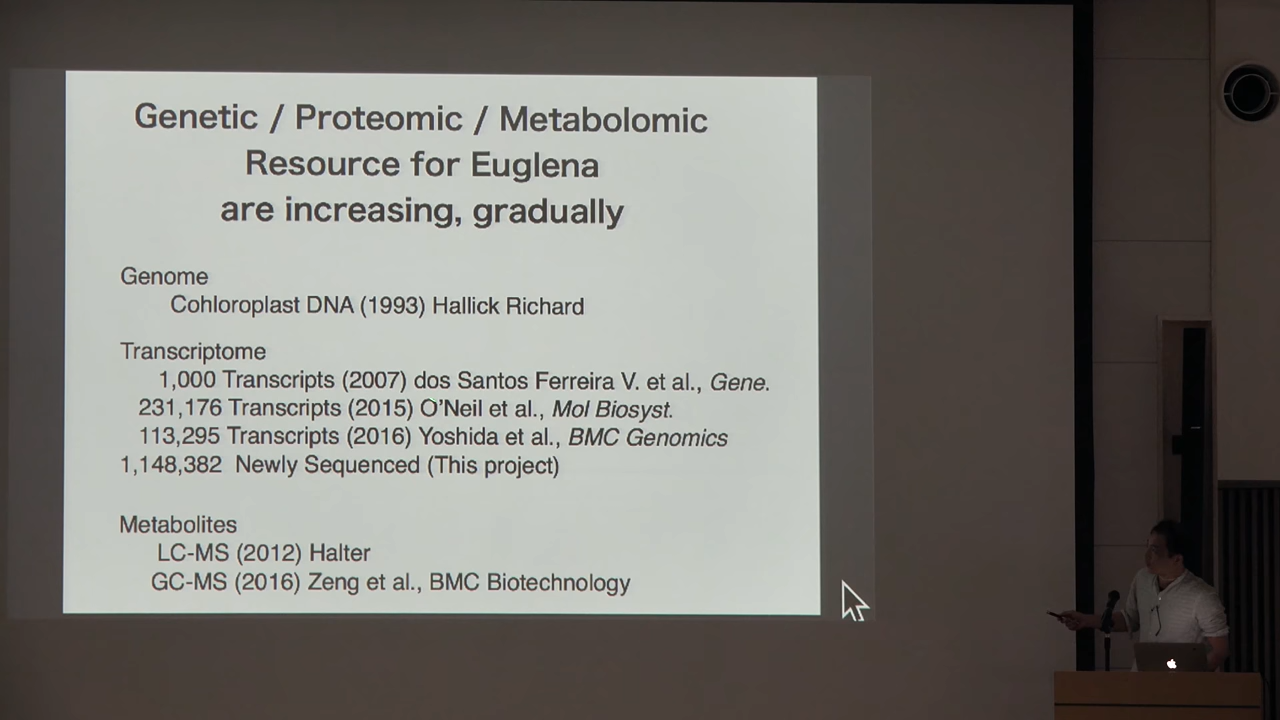 Genetic / Proteomic / Metabolomic
Resource for Euglena
are increasing, gradually
Genome
Cohloroplast DNA (1993) Hallick Richard
Transcriptome
1,000 Transcripts (2007) dos Santos Ferreira V. et al., Gene.
231,176 Transcripts (2015) O'Neil et al., Mol Biosyst.
113,295 Transcripts (2016) Yoshida et al., BMC Genomics
1,148,382 Newly Sequenced (This project)
Metabolites
LC-MS (2012) Halter
GC-MS (2016) Zeng et al., BMC Biotechnology